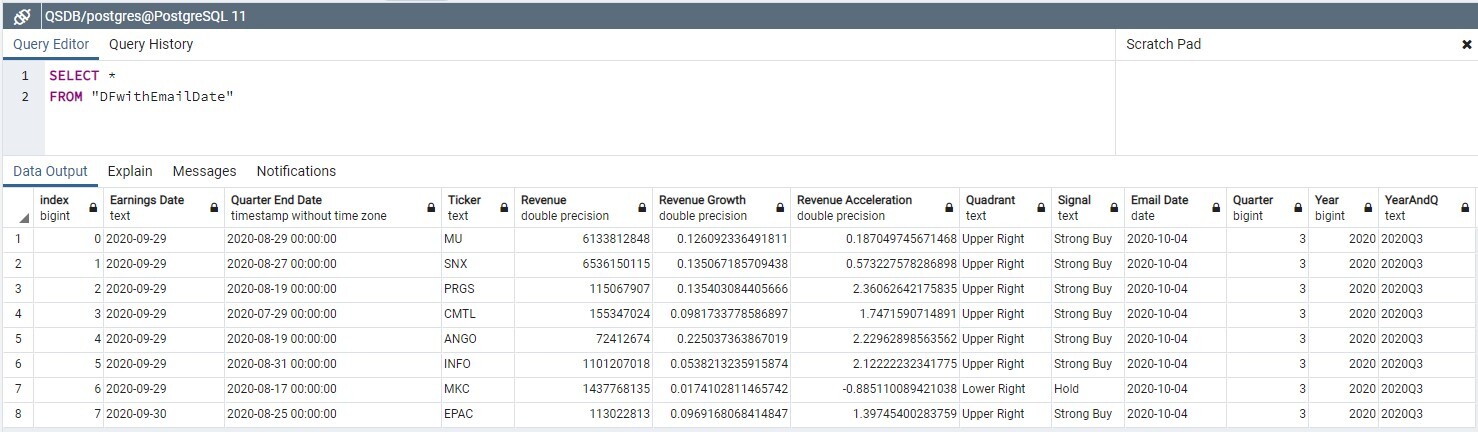 QSDB/postgres@PostgreSQL 11
Query Editor Query History Scratch Pad
1 SELECT *
2 FROM "DFwithEmailDate"
Data Output Explain Messages Notifications
index Earnings Date Quarter End Date Ticker Revenue Revenue Growth Revenue Acceleration Quadrant Signal Email Date Quarter Year YearAndQ
bigint text timestamp without time zone text double precision double precision double precision text text date bigint bigint text
1 0 2020-09-29 2020-08-29 00:00:00 MU 6133812848 0.126092336491811 0.187049745671468 Upper Right Strong Buy 2020-10-04 3 2020 2020Q3
2 1 2020-09-29 2020-08-27 00:00:00 SNX 6536150115 0.135067185709438 0.573227578286898 Upper Right Strong Buy 2020-10-04 3 2020 2020Q3
3 2 2020-09-29 2020-08-19 00:00:00 PRGS 115067907 0.135403084405666 2.36062642175835 Upper Right Strong Buy 2020-10-04 3 2020 2020Q3
4 3 2020-09-29 2020-07-29 00:00:00 CMTL 155347024 0.0981733778586897 1.7471590714891 Upper Right Strong Buy 2020-10-04 3 2020 2020Q3
5 4 2020-09-29 2020-08-19 00:00:00 ANGO 72412674 0.225037363867019 2.22962898563562 Upper Right Strong Buy 2020-10-04 3 2020 2020Q3
6 5 2020-09-29 2020-08-31 00:00:00 INFO 1101207018 0.0538213235915874 2.12222232341775 Upper Right Strong Buy 2020-10-04 3 2020 2020Q3
7 6 2020-09-29 2020-08-17 00:00:00 MKC 1437768135 0.0174102811465742 -0.885110089421038 Lower Right Hold 2020-10-04 3 2020 2020Q3
8 7 2020-09-30 2020-08-25 00:00:00 EPAC 113022813 0.0969168068414847 1.39745400283759 Upper Right Strong Buy 2020-10-04 3 2020 2020Q3